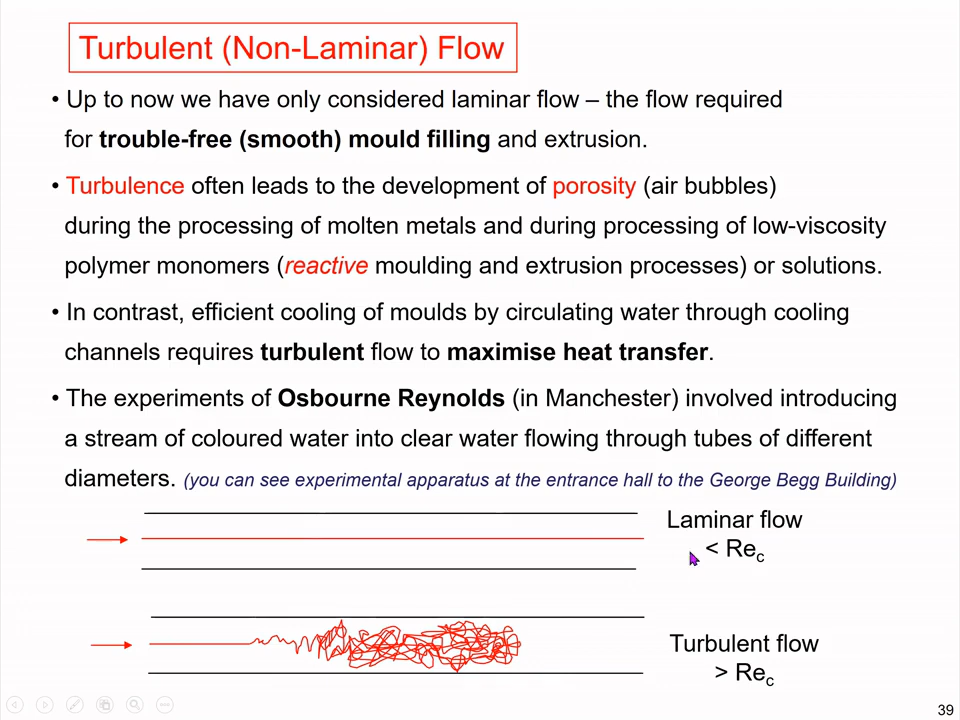 Turbulent (Non-Laminar) Flow
• Up to now we have only considered laminar flow – the flow required
for trouble-free (smooth) mould filling and extrusion.
• Turbulence often leads to the development of porosity (air bubbles)
during the processing of molten metals and during processing of low-viscosity
polymer monomers (reactive moulding and extrusion processes) or solutions.
• In contrast, efficient cooling of moulds by circulating water through cooling
channels requires turbulent flow to maximise heat transfer.
• The experiments of Osbourne Reynolds (in Manchester) involved introducing
a stream of coloured water into clear water flowing through tubes of different
diameters. (you can see experimental apparatus at the entrance hall to the George Begg Building)
Laminar flow
< Rec
Turbulent flow
> Rec
39